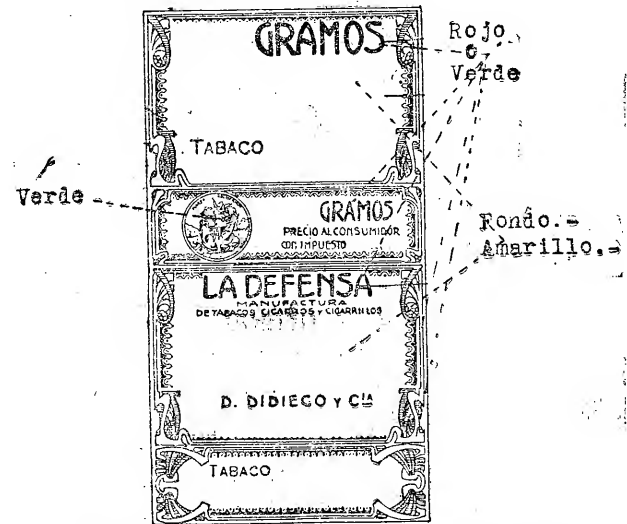 GRAMOS
Rojo
o
Verde
TABACO
Verde
GRAMOS
PRECIO AL CONSUMIDOR
CON IMPUESTO
Fondo.=
Amarillo.=
LA DEFENSA
MANUFACTURA
DE TABACOS CIGARROS Y CIGARRILLOS
D. DIDIEGO Y CIA
TABACO